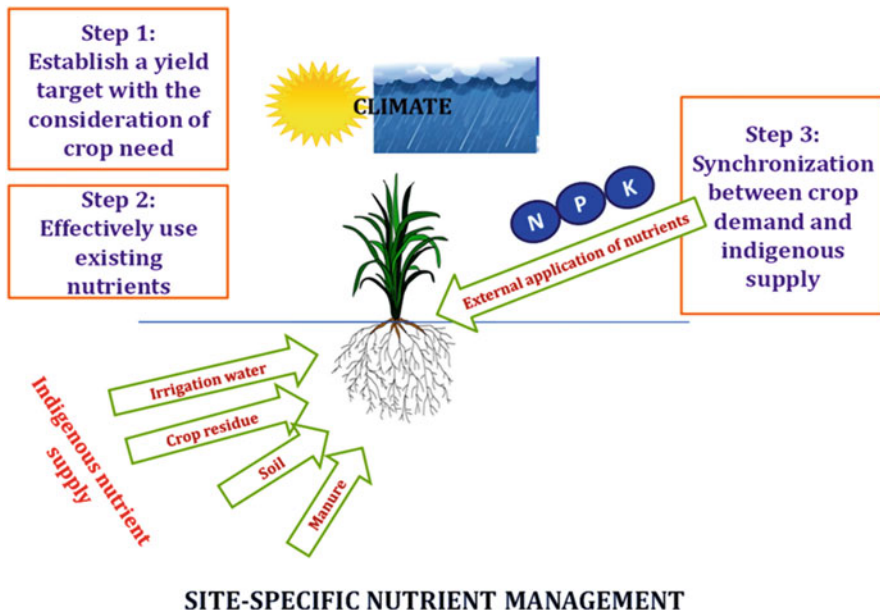 Step 1:
Establish a yield
target with the
consideration of
crop need
Step 2:
Effectively use
existing
nutrients
CLIMATE
Step 3:
Synchronization
between crop
demand and
indigenous
supply
N P K
External application of nutrients
Indigenous nutrient
supply
Irrigation water
Crop residue
Soil
Manure
SITE-SPECIFIC NUTRIENT MANAGEMENT